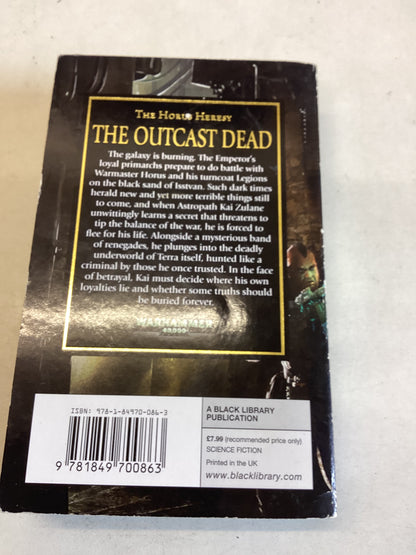 THE HORUS HERESY
THE OUTCAST DEAD
The galaxy is burning. The Emperor's
loyal primarchs prepare to do battle with
Warmaster Horus and his turncoat Legions
on the black sand of Isstvan. Such dark times
herald new and yet more terrible things still
to come, and when Astropath Kai Zulane
unwittingly learns a secret that threatens to
tip the balance of the war, he is forced to
flee for his life. Alongside a mysterious band
of renegades, he plunges into the deadly
underworld of Terra itself, hunted like a
criminal by those he once trusted. In the face
of betrayal, Kai must decide where his own
loyalties lie and whether some truths should
be buried forever.
WARHAMMER
40,000
ISBN: 978-1-84970-086-3
9 781849 700863
A BLACK LIBRARY
PUBLICATION
£7.99 (recommended price only)
SCIENCE FICTION
Printed in the UK
www.blacklibrary.com